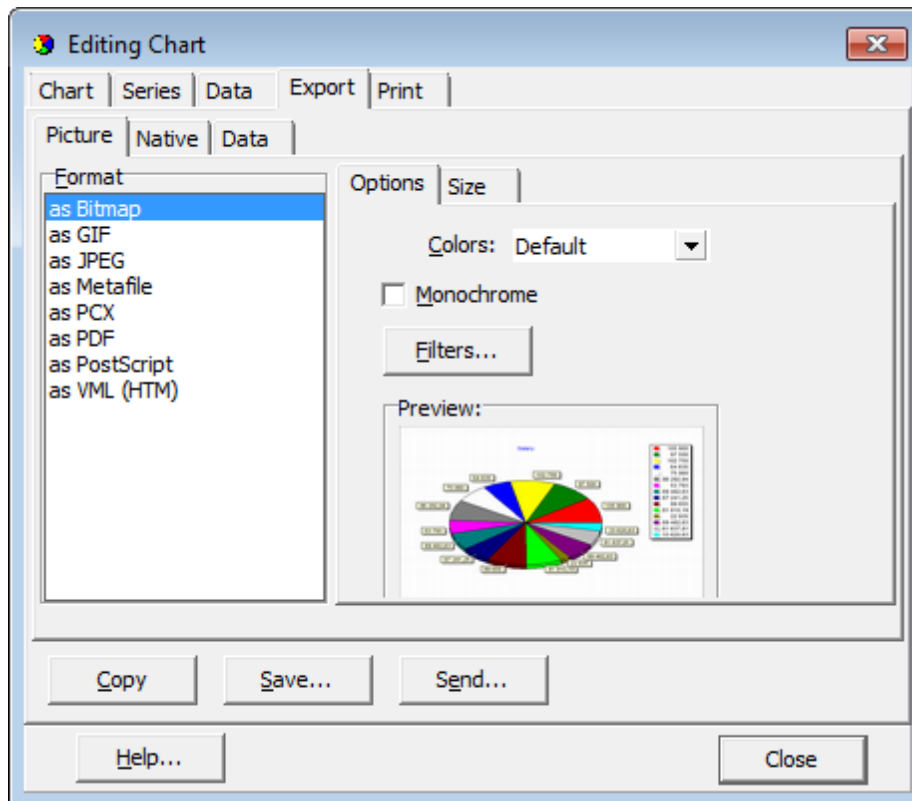 Editing Chart
Chart Series Data Export Print
Picture Native Data
Format
as Bitmap
as GIF
as JPEG
as Metafile
as PCX
as PDF
as PostScript
as VML (HTM)
Options Size
Colors: Default
Monochrome
Filters...
Preview:
Copy Save... Send...
Help... Close